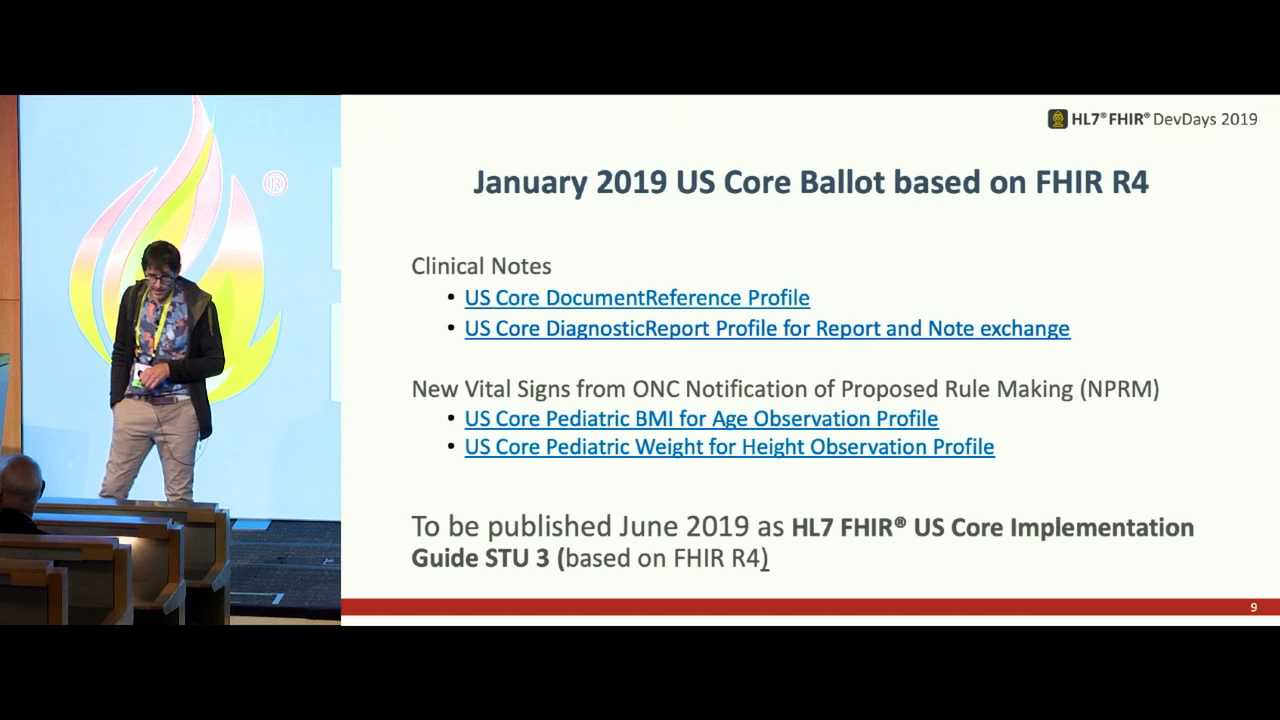 ®
HL7® FHIR® DevDays 2019
January 2019 US Core Ballot based on FHIR R4
Clinical Notes
• US Core DocumentReference Profile
• US Core DiagnosticReport Profile for Report and Note exchange
New Vital Signs from ONC Notification of Proposed Rule Making (NPRM)
• US Core Pediatric BMI for Age Observation Profile
• US Core Pediatric Weight for Height Observation Profile
To be published June 2019 as HL7 FHIR® US Core Implementation
Guide STU 3 (based on FHIR R4)
9